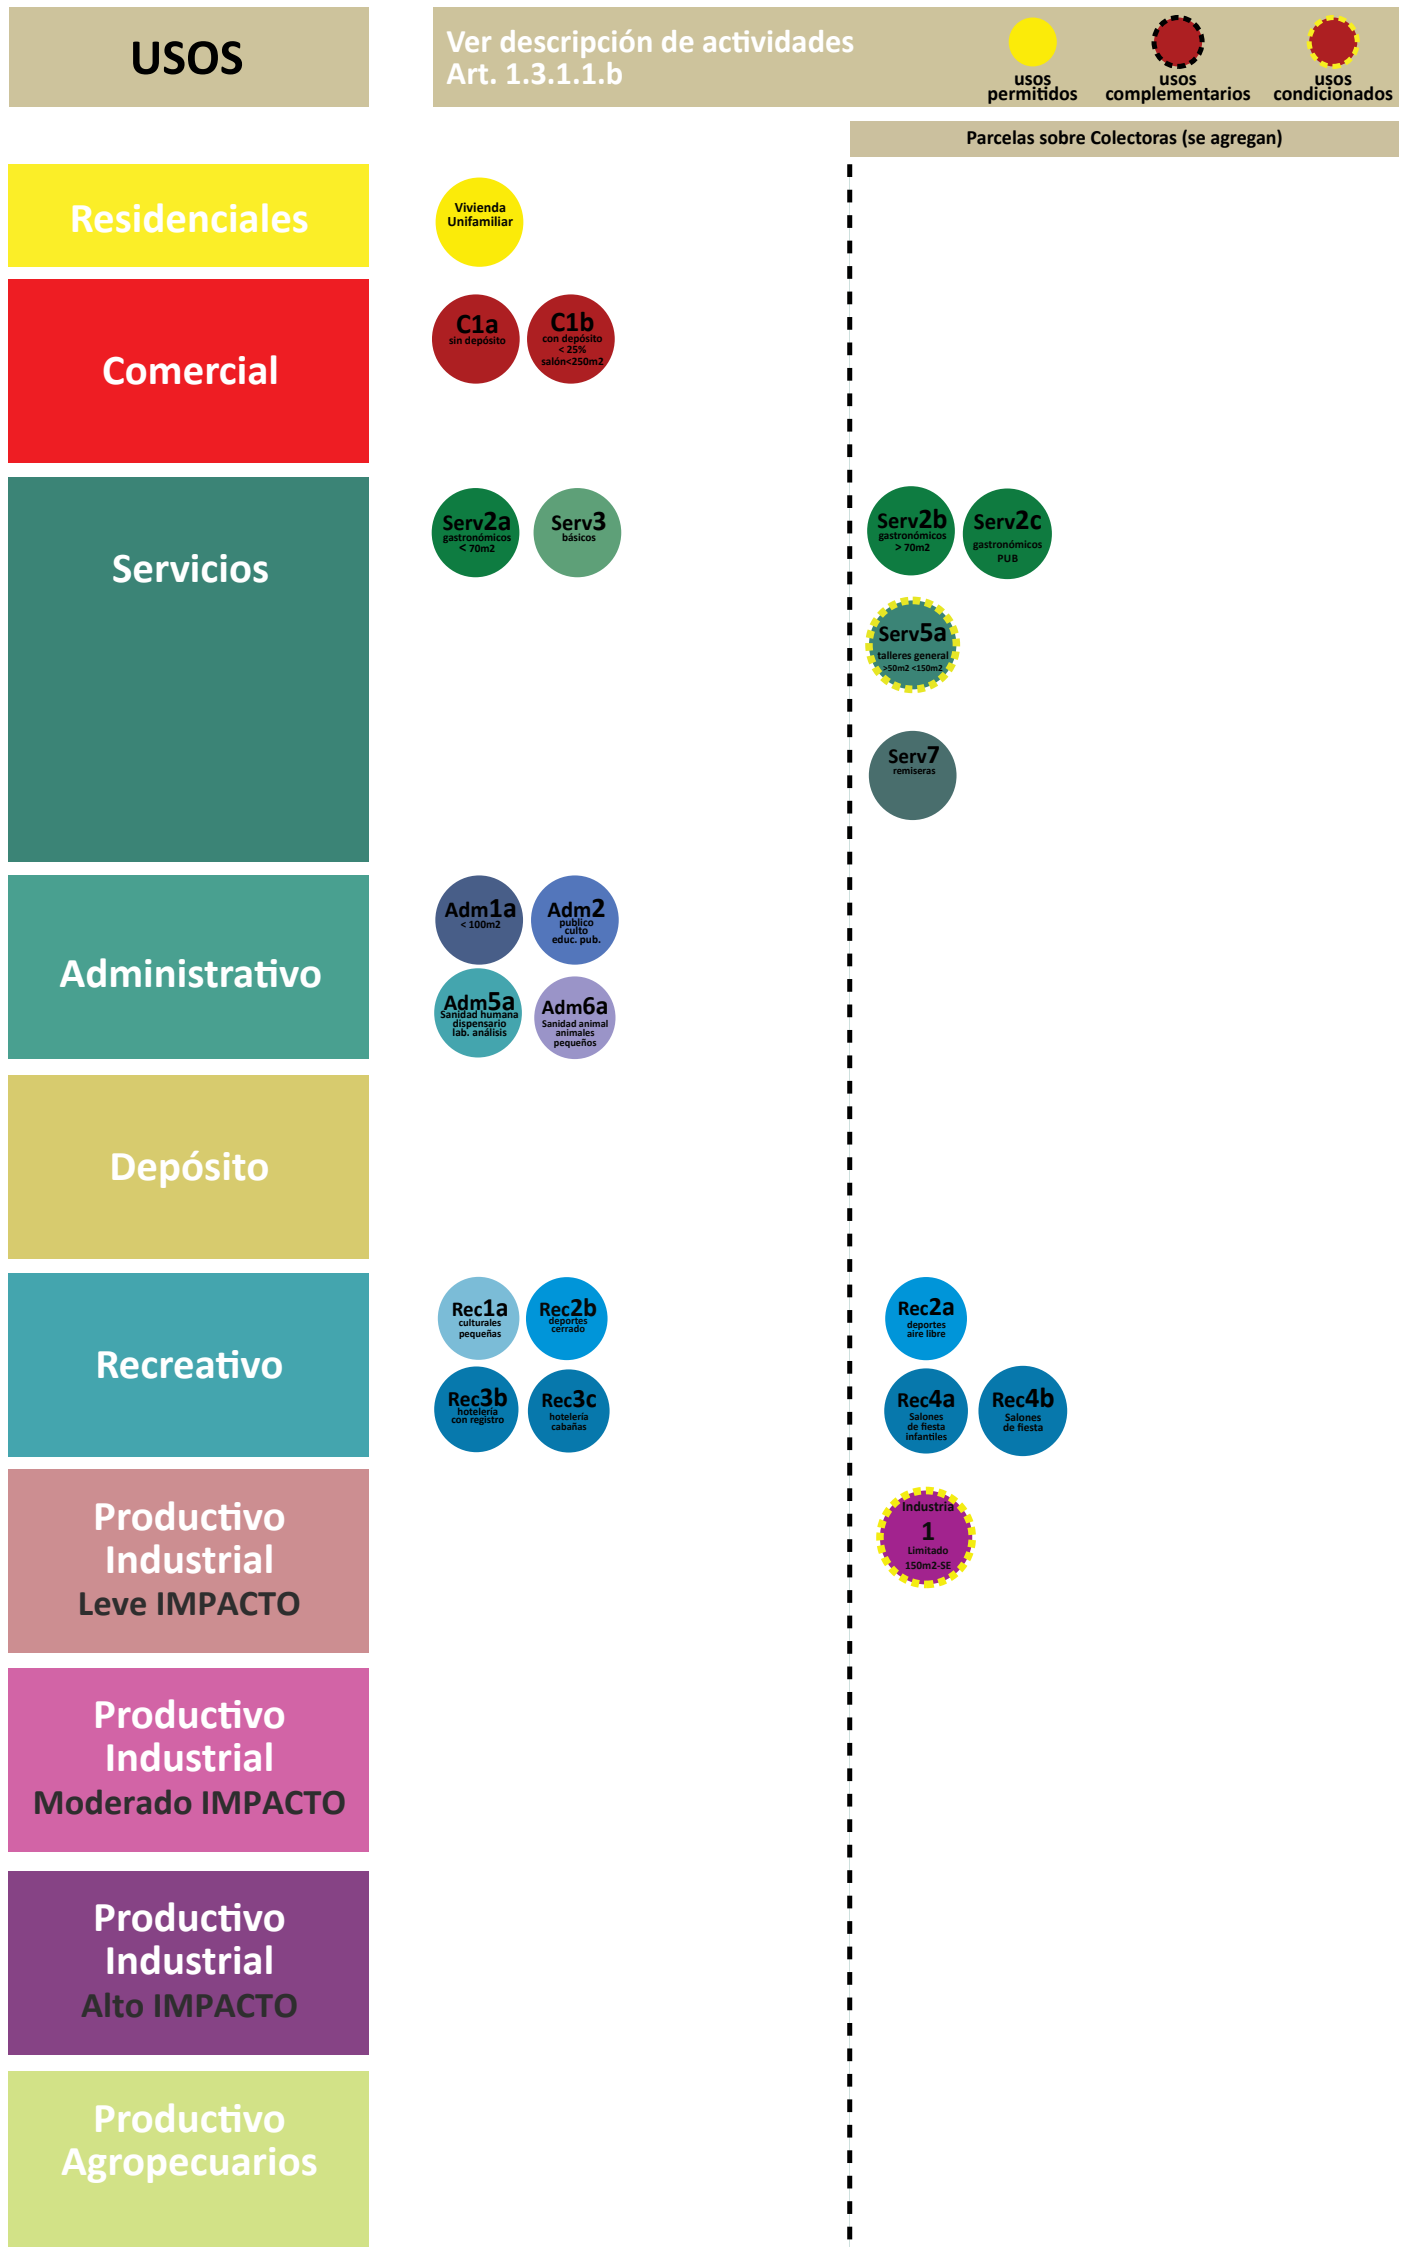 USOS
Ver descripción de actividades
Art. 1.3.1.1.b
usos
permitidos
usos
complementarios
usos
condicionados
Parcelas sobre Colectoras (se agregan)
Residenciales
Vivienda
Unifamiliar
Comercial
C1a
sin depósito
C1b
con depósito
< 25%
salón<250m2
Servicios
Serv2a
gastronómicos
< 70m2
Serv3
básicos
Serv2b
gastronómicos
> 70m2
Serv2c
gastronómicos
PUB
Serv5a
talleres general
>50m2 <150m2
Serv7
remiseras
Administrativo
Adm1a
< 100m2
Adm2
publico
culto
educ. pub.
Adm5a
Sanidad humana
dispensario
lab. análisis
Adm6a
Sanidad animal
animales
pequeños
Depósito
Recreativo
Rec1a
culturales
pequeñas
Rec2b
deportes
cerrado
Rec3b
hotelería
con registro
Rec3c
hotelería
cabañas
Rec2a
deportes
aire libre
Rec4a
Salones
de fiesta
infantiles
Rec4b
Salones
de fiesta
Productivo
Industrial
Leve IMPACTO
Industria
1
Limitado
150m2-SE
Productivo
Industrial
Moderado IMPACTO
Productivo
Industrial
Alto IMPACTO
Productivo
Agropecuarios